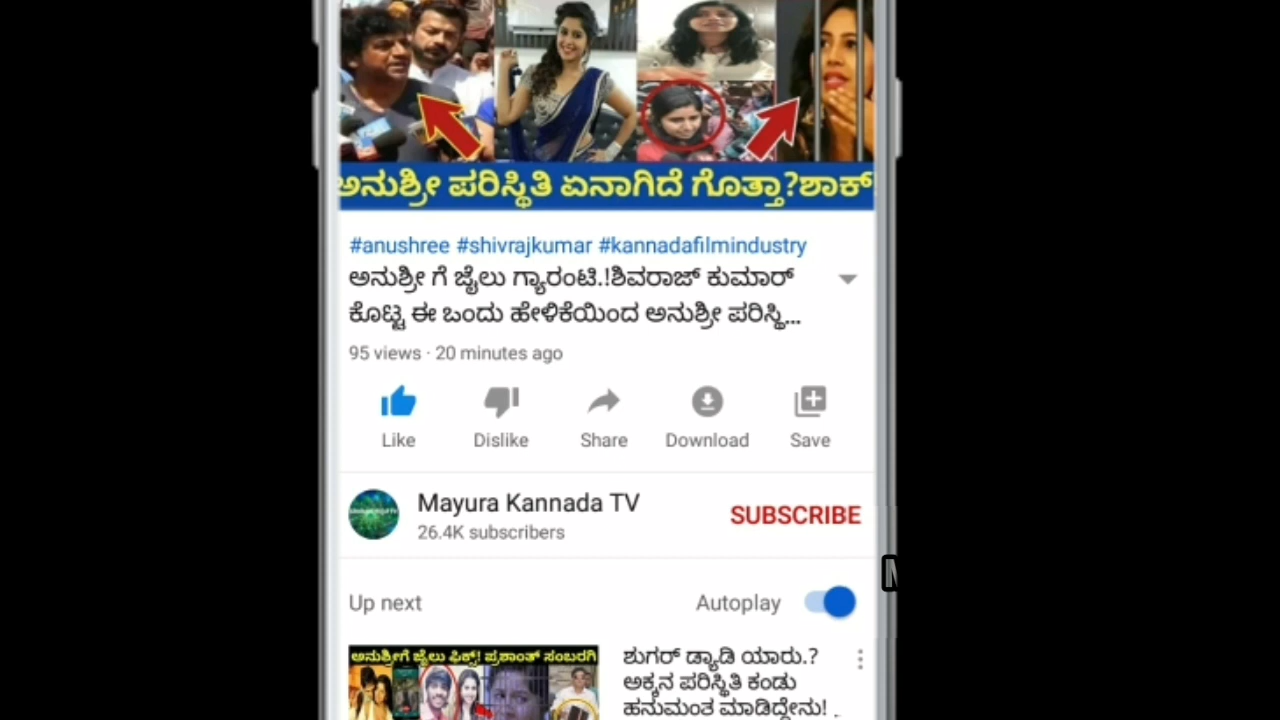 ಅನುಶ್ರೀ ಪರಿಸ್ಥಿತಿ ಏನಾಗಿದೆ ಗೊತ್ತಾ?ಶಾಕ್
#anushree #shivrajkumar #kannadafilmindustry
ಅನುಶ್ರೀ ಗೆ ಜೈಲು ಗ್ಯಾರಂಟಿ.!ಶಿವರಾಜ್ ಕುಮಾರ್
ಕೊಟ್ಟ ಈ ಒಂದು ಹೇಳಿಕೆಯಿಂದ ಅನುಶ್ರೀ ಪರಿಸ್ಥಿ...
95 views · 20 minutes ago
Like Dislike Share Download Save
Mayura Kannada TV
SUBSCRIBE
26.4K subscribers
Up next Autoplay
ಅನುಶ್ರೀಗೆ ಜೈಲು ಫಿಕ್ಸ್! ಪ್ರಶಾಂತ್ ಸಂಬರಗಿ
ಶುಗರ್ ಡ್ಯಾಡಿ ಯಾರು.?
ಅಕ್ಕನ ಪರಿಸ್ಥಿತಿ ಕಂಡು
ಹನುಮಂತ ಮಾಡಿದ್ದೇನು!